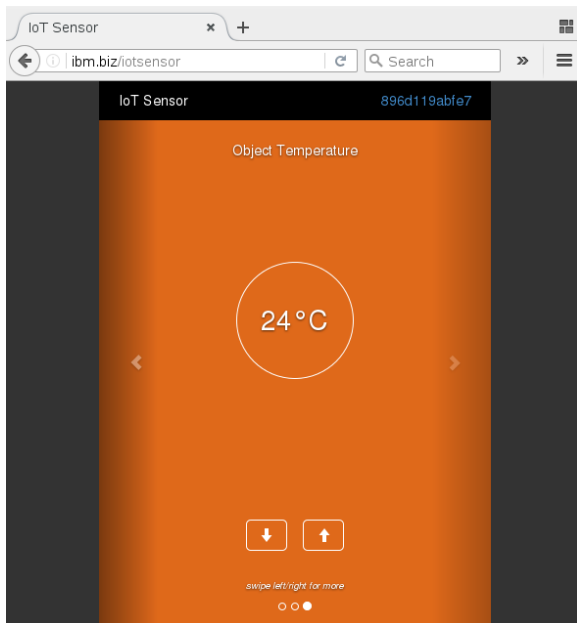 IoT Sensor
ibm.biz/iotsensor
Search
IoT Sensor 896d119abfe7
Object Temperature
24°C
swipe left/right for more